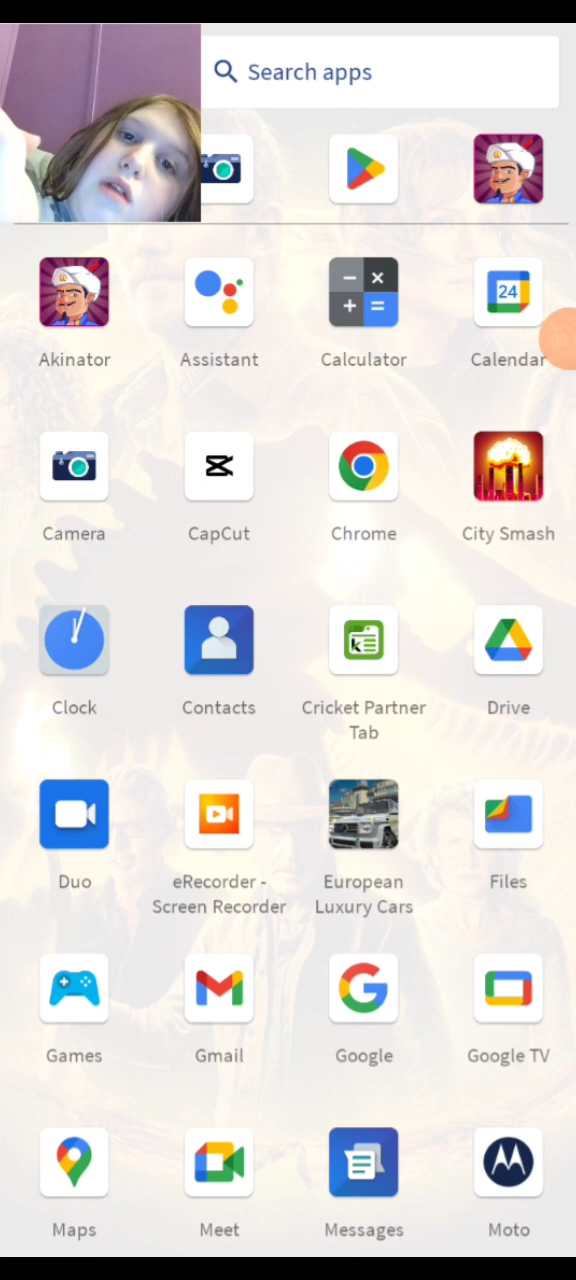 Search apps
Akinator
Assistant
Calculator
24
Calendar
Camera
CapCut
Chrome
City Smash
Clock
Contacts
Cricket Partner
Tab
Drive
Duo
eRecorder -
Screen Recorder
European
Luxury Cars
Files
Games
Gmail
Google
Google TV
Maps
Meet
Messages
Moto